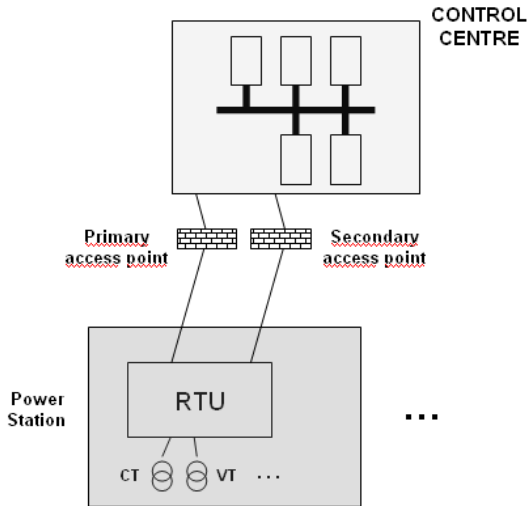 CONTROL
CENTRE
Primary
access point
Secondary
access point
RTU
Power
Station
...
CT
VT
...